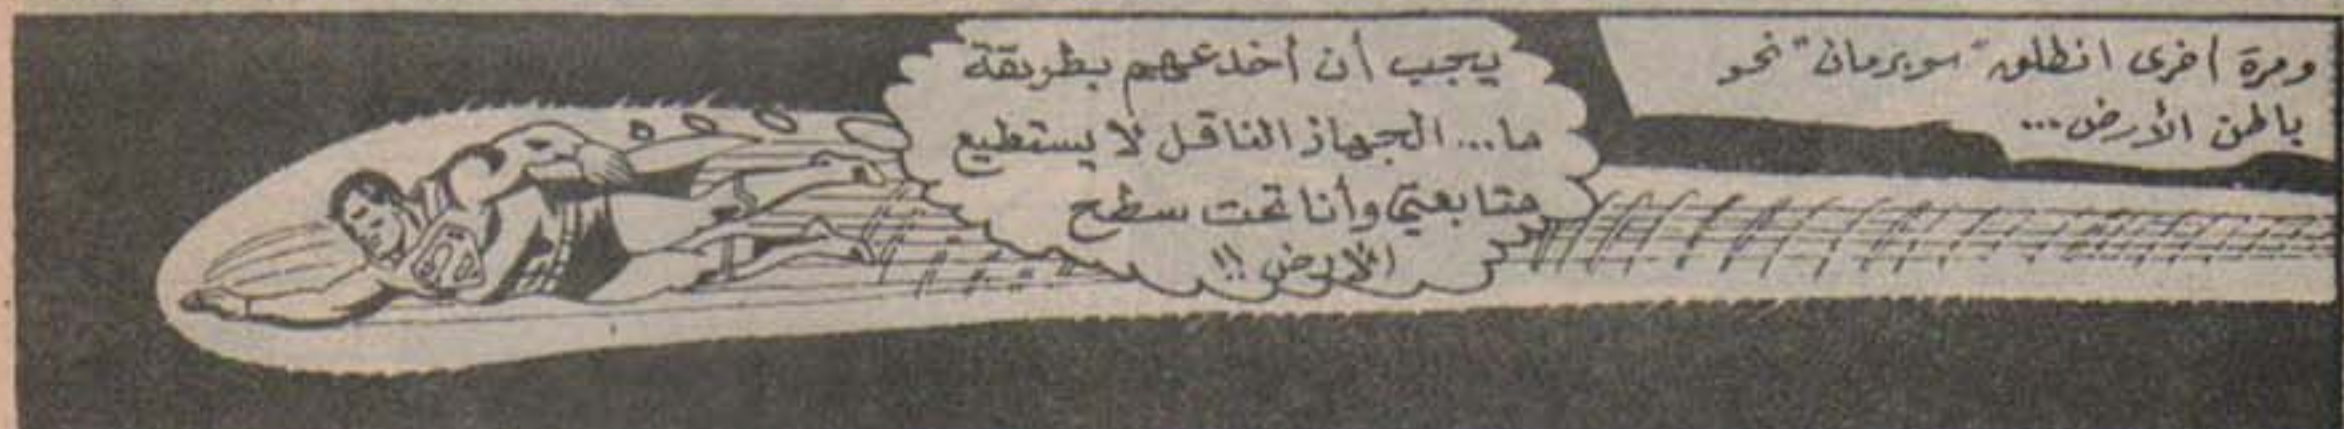 ومرة أخرى انطلق "سوبرمان" نحو
باطن الأرض...
يجب أن أخدعهم بطريقة
ما... الجهاز الناقل لا يستطيع
متابعتي وأنا تحت سطح
الأرض !!